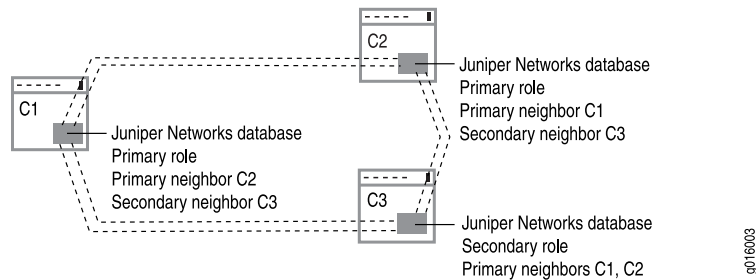 C2
Juniper Networks database
Primary role
Primary neighbor C1
Secondary neighbor C3
C1
Juniper Networks database
Primary role
Primary neighbor C2
Secondary neighbor C3
C3
Juniper Networks database
Secondary role
Primary neighbors C1, C2
g016003